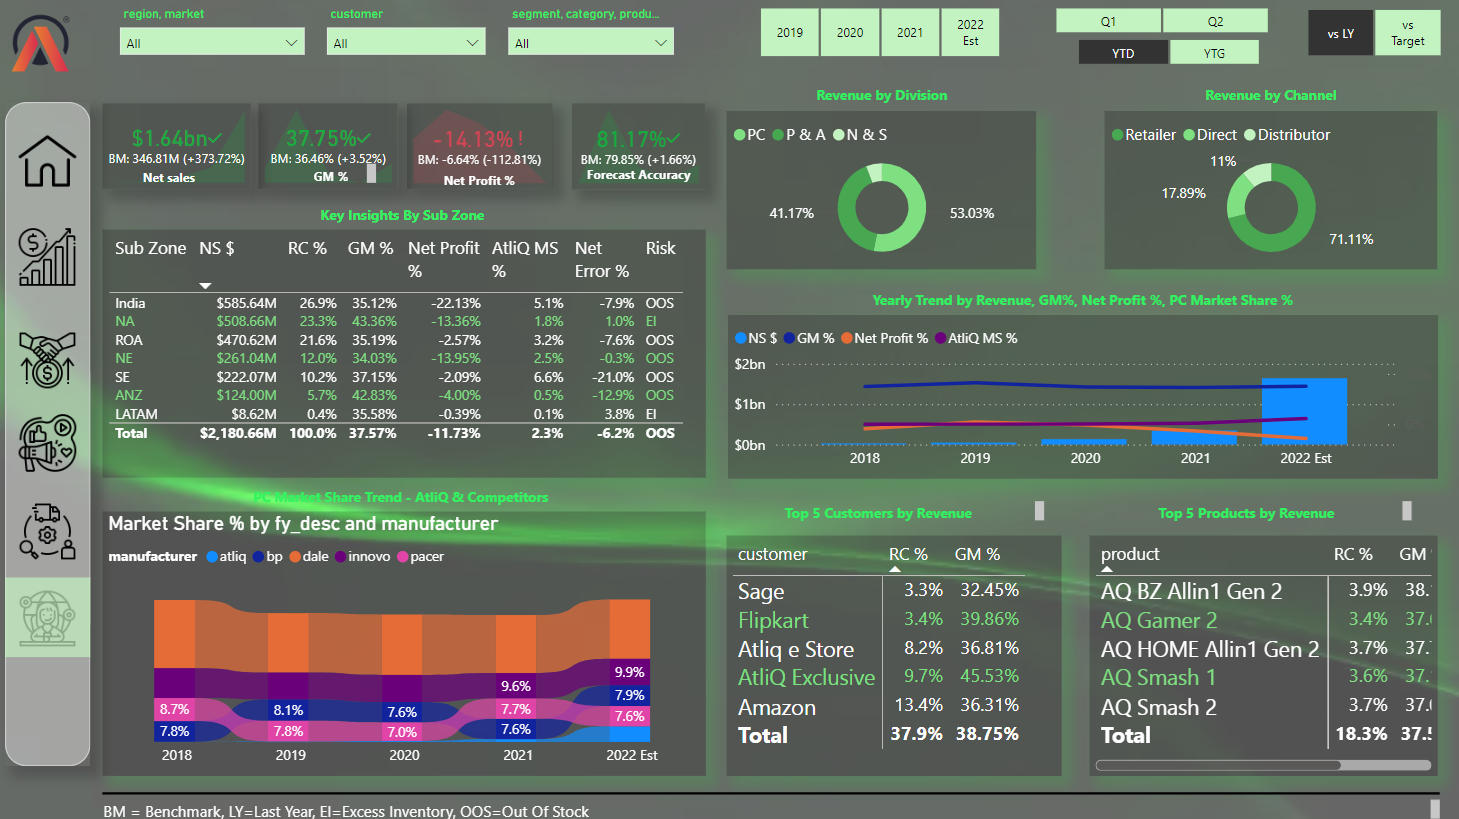 region, market
customer
segment, category, produ...
All
All
All
2019
2020
2021
2022 Est
Q1
Q2
YTD
YTG
vs LY
vs Target
$1.64bn
BM: 346.81M (+373.72%)
Net sales
37.75%
BM: 36.46% (+3.52%)
GM %
-14.13% !
BM: -6.64% (-112.81%)
Net Profit %
81.17%
BM: 79.85% (+1.66%)
Forecast Accuracy
Revenue by Division
PC P & A N & S
41.17%
53.03%
Revenue by Channel
Retailer Direct Distributor
11%
17.89%
71.11%
Key Insights By Sub Zone
Sub Zone NS $ RC % GM % Net Profit % AtliQ MS % Net Error % Risk
India $585.64M 26.9% 35.12% -22.13% 5.1% -7.9% OOS
NA $508.66M 23.3% 43.36% -13.36% 1.8% 1.0% EI
ROA $470.62M 21.6% 35.19% -2.57% 3.2% -7.6% OOS
NE $261.04M 12.0% 34.03% -13.95% 2.5% -0.3% OOS
SE $222.07M 10.2% 37.15% -2.09% 6.6% -21.0% OOS
ANZ $124.00M 5.7% 42.83% -4.00% 0.5% -12.9% OOS
LATAM $8.62M 0.4% 35.58% -0.39% 0.1% 3.8% EI
Total $2,180.66M 100.0% 37.57% -11.73% 2.3% -6.2% OOS
Yearly Trend by Revenue, GM%, Net Profit %, PC Market Share %
NS $ GM % Net Profit % AtliQ MS %
$2bn
$1bn
$0bn
2018 2019 2020 2021 2022 Est
PC Market Share Trend - AtliQ & Competitors
Market Share % by fy_desc and manufacturer
manufacturer atliq bp dale innovo pacer
8.7%
7.8%
8.1%
7.8%
7.6%
7.0%
9.6%
7.7%
7.6%
9.9%
7.9%
7.6%
2018 2019 2020 2021 2022 Est
Top 5 Customers by Revenue
customer RC % GM %
Sage 3.3% 32.45%
Flipkart 3.4% 39.86%
Atliq e Store 8.2% 36.81%
AtliQ Exclusive 9.7% 45.53%
Amazon 13.4% 36.31%
Total 37.9% 38.75%
Top 5 Products by Revenue
product RC % GM
AQ BZ Allin1 Gen 2 3.9% 38.
AQ Gamer 2 3.4% 37.
AQ HOME Allin1 Gen 2 3.7% 37.
AQ Smash 1 3.6% 37.
AQ Smash 2 3.7% 37.
Total 18.3% 37.
BM = Benchmark, LY=Last Year, EI=Excess Inventory, OOS=Out Of Stock